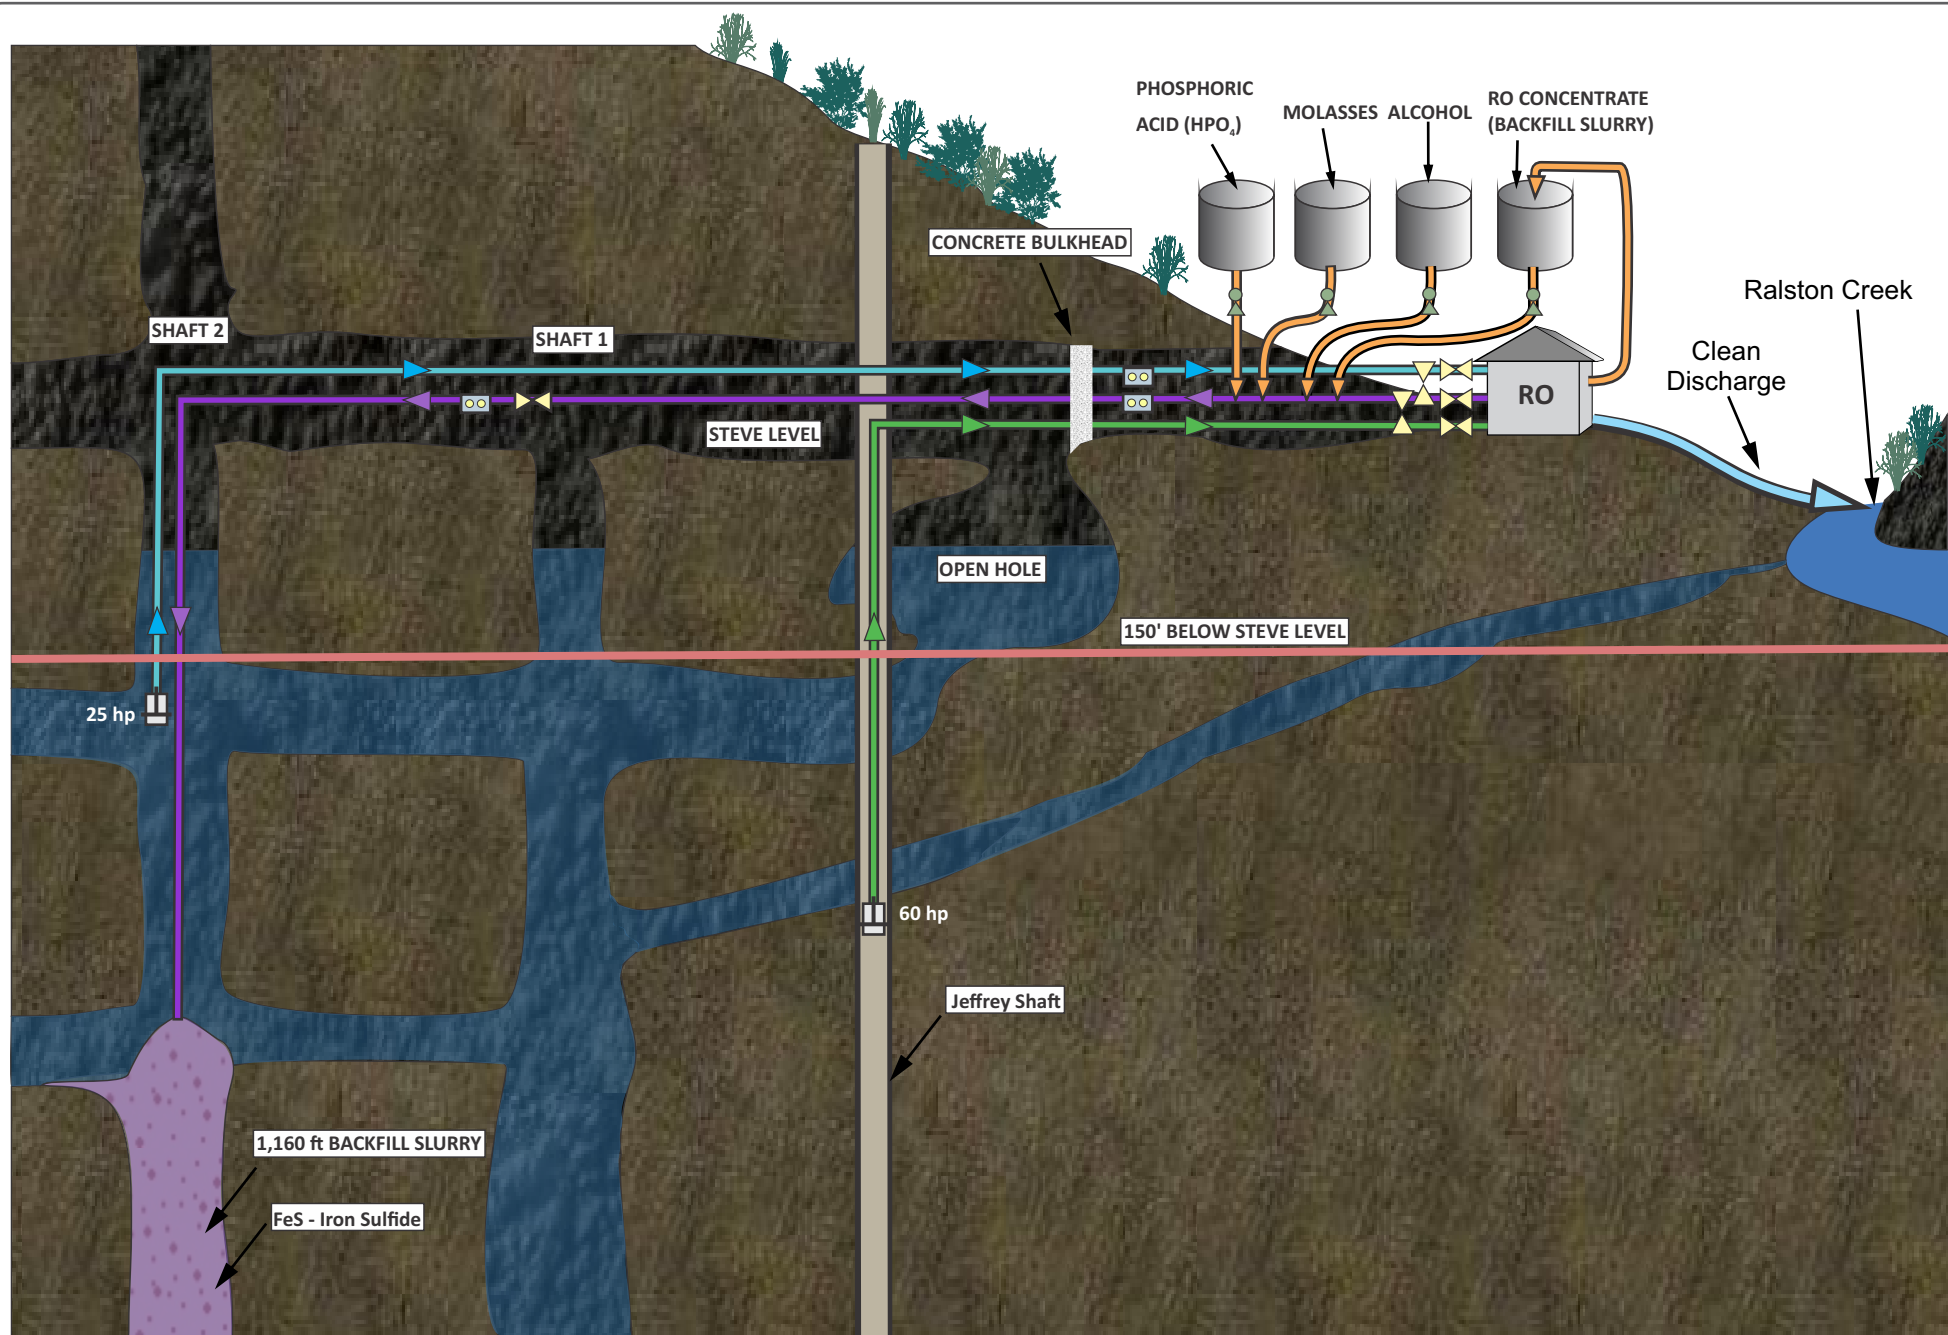 PHOSPHORIC
ACID (HPO₄)
MOLASSES
ALCOHOL
RO CONCENTRATE
(BACKFILL SLURRY)
CONCRETE BULKHEAD
Ralston Creek
SHAFT 2
SHAFT 1
Clean
Discharge
RO
STEVE LEVEL
OPEN HOLE
150' BELOW STEVE LEVEL
25 hp
60 hp
Jeffrey Shaft
1,160 ft BACKFILL SLURRY
FeS - Iron Sulfide